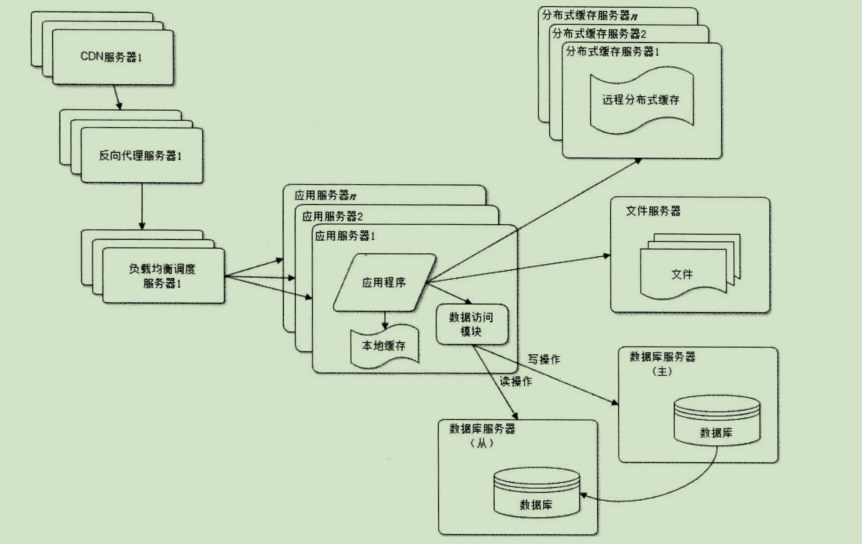 CDN服务器1
反向代理服务器1
负载均衡调度
服务器1
应用服务器n
应用服务器2
应用服务器1
应用程序
本地缓存
数据访问
模块
分布式缓存服务器n
分布式缓存服务器2
分布式缓存服务器1
远程分布式缓存
文件服务器
文件
写操作
读操作
数据库服务器
（主）
数据库
数据库服务器
（从）
数据库